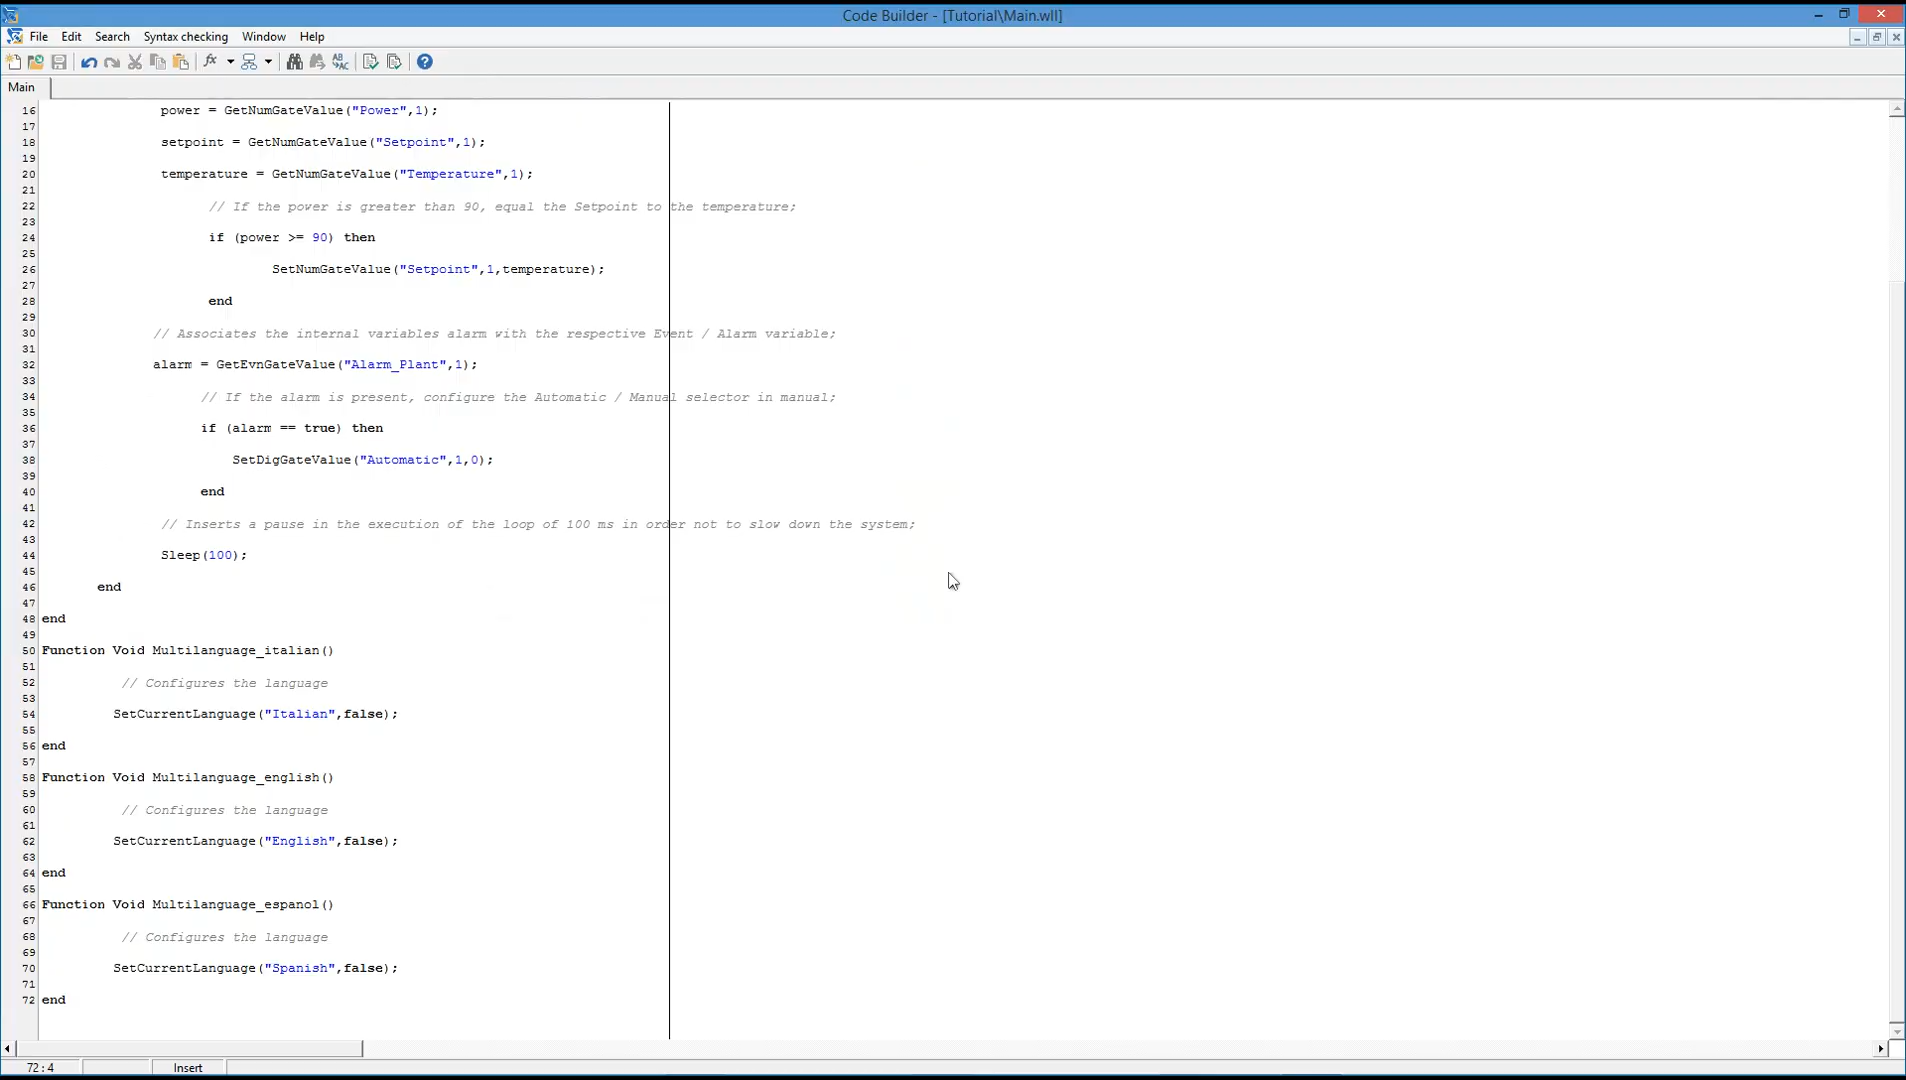 Code Builder - [Tutorial\Main.wll]
File Edit Search Syntax checking Window Help
Main
16 power = GetNumGateValue("Power",1);
17
18 setpoint = GetNumGateValue("Setpoint",1);
19
20 temperature = GetNumGateValue("Temperature",1);
21
22 // If the power is greater than 90, equal the Setpoint to the temperature;
23
24 if (power >= 90) then
25
26 SetNumGateValue("Setpoint",1,temperature);
27
28 end
29
30 // Associates the internal variables alarm with the respective Event / Alarm variable;
31
32 alarm = GetEvnGateValue("Alarm_Plant",1);
33
34 // If the alarm is present, configure the Automatic / Manual selector in manual;
35
36 if (alarm == true) then
37
38 SetDigGateValue("Automatic",1,0);
39
40 end
41
42 // Inserts a pause in the execution of the loop of 100 ms in order not to slow down the system;
43
44 Sleep(100);
45
46 end
47
48 end
49
50 Function Void Multilanguage_italian()
51
52 // Configures the language
53
54 SetCurrentLanguage("Italian",false);
55
56 end
57
58 Function Void Multilanguage_english()
59
60 // Configures the language
61
62 SetCurrentLanguage("English",false);
63
64 end
65
66 Function Void Multilanguage_espanol()
67
68 // Configures the language
69
70 SetCurrentLanguage("Spanish",false);
71
72 end
72:4 Insert